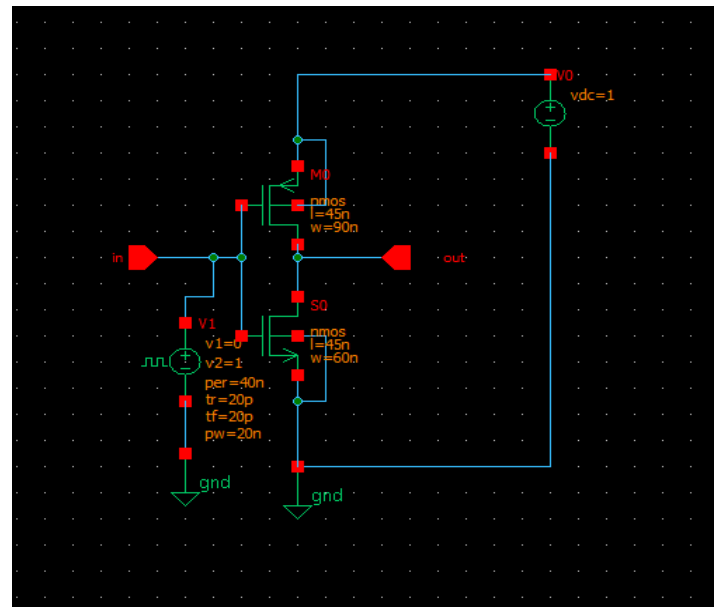 V0
vdc=1
M0
nmos
l=45n
w=90n
in
out
S0
nmos
l=45n
w=60n
V1
v1=0
v2=1
per=40n
tr=20p
tf=20p
pw=20n
gnd
gnd